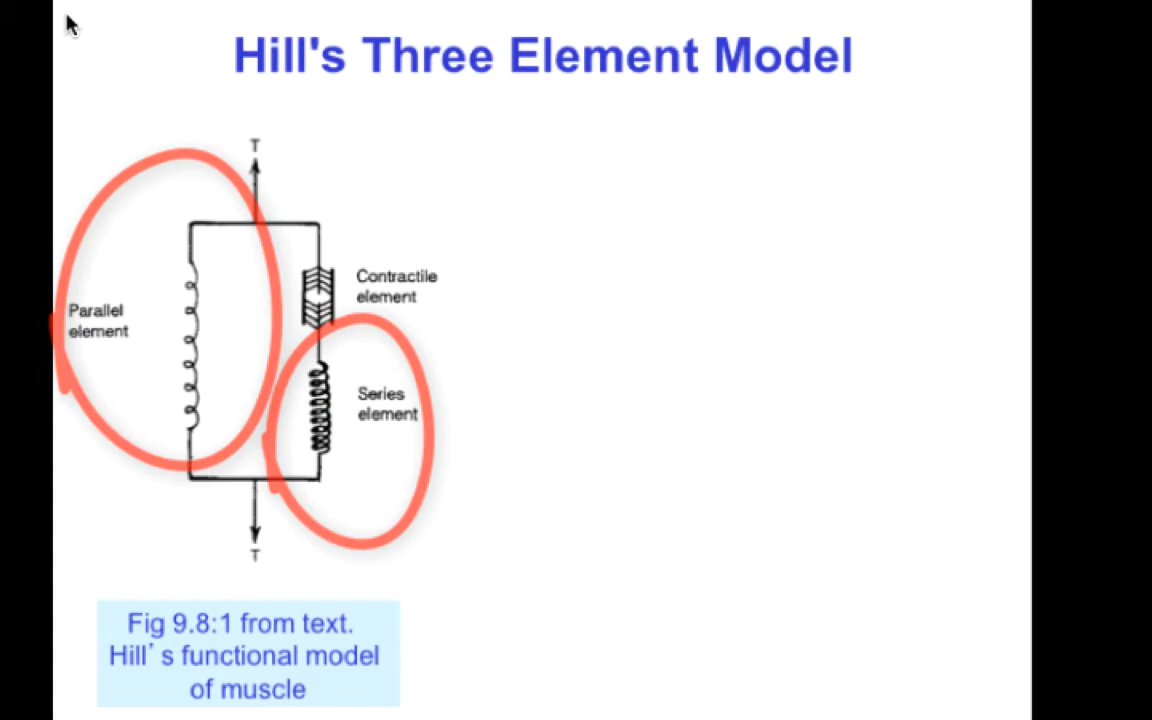 Hill's Three Element Model
T
Parallel
element
Contractile
element
Series
element
T
Fig 9.8:1 from text.
Hill’s functional model
of muscle